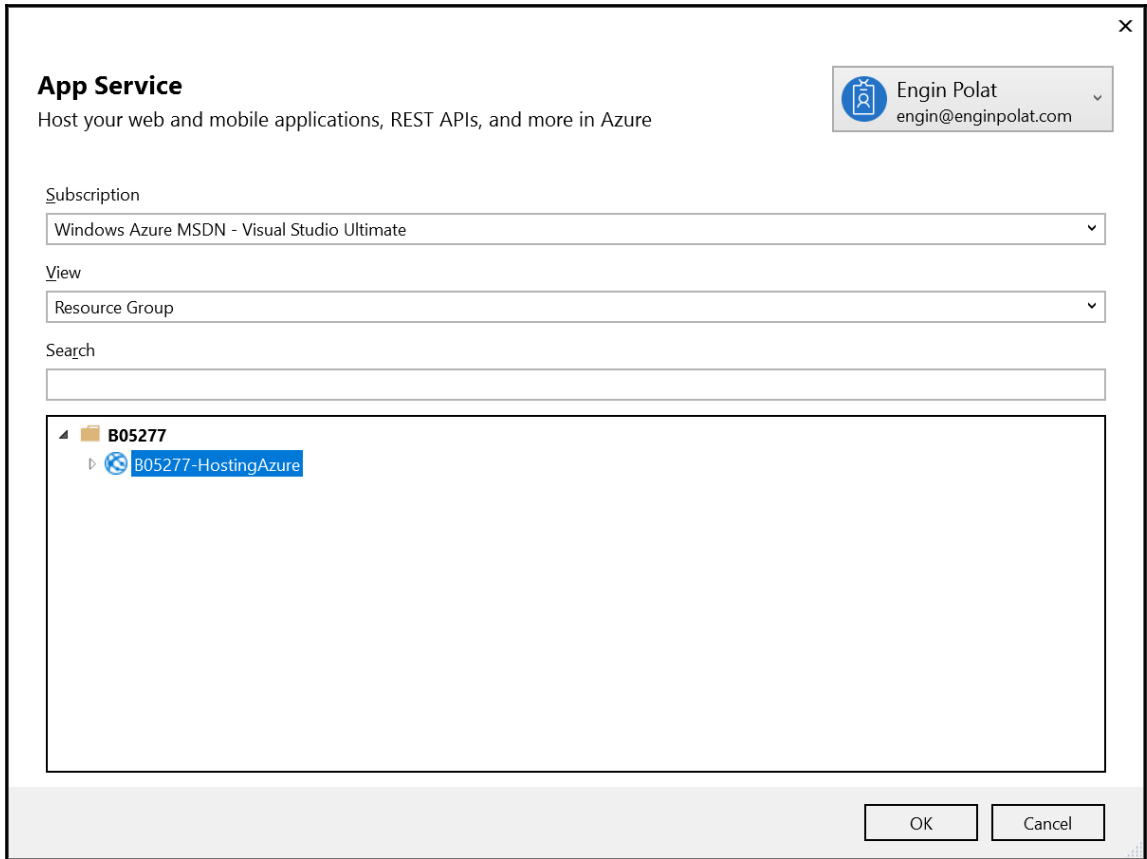 App Service
Host your web and mobile applications, REST APIs, and more in Azure
Engin Polat
engin@enginpolat.com
Subscription
Windows Azure MSDN - Visual Studio Ultimate
View
Resource Group
Search
B05277
B05277-HostingAzure
OK
Cancel